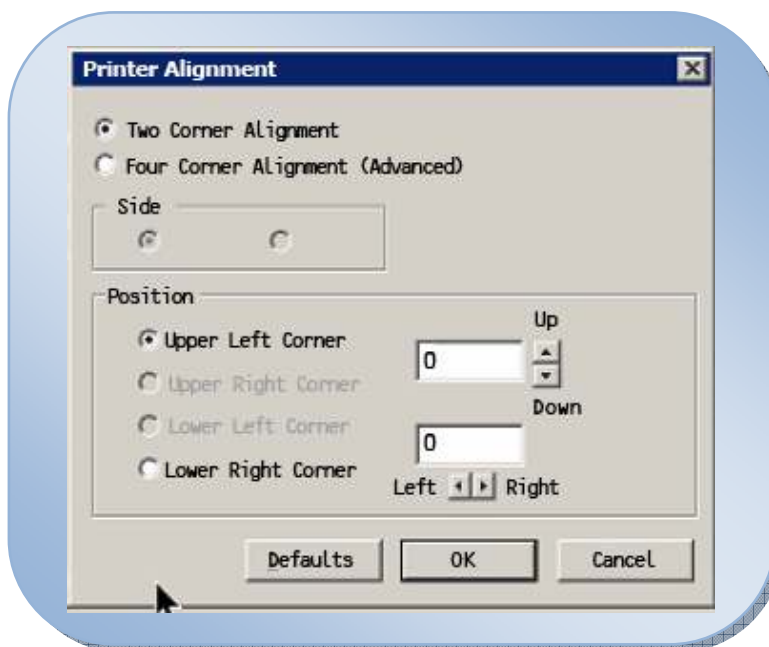 Printer Alignment
Two Corner Alignment
Four Corner Alignment (Advanced)
Side
Position
Up
Upper Left Corner
0
Upper Right Corner
Down
Lower Left Corner
0
Lower Right Corner
Left Right
Defaults OK Cancel